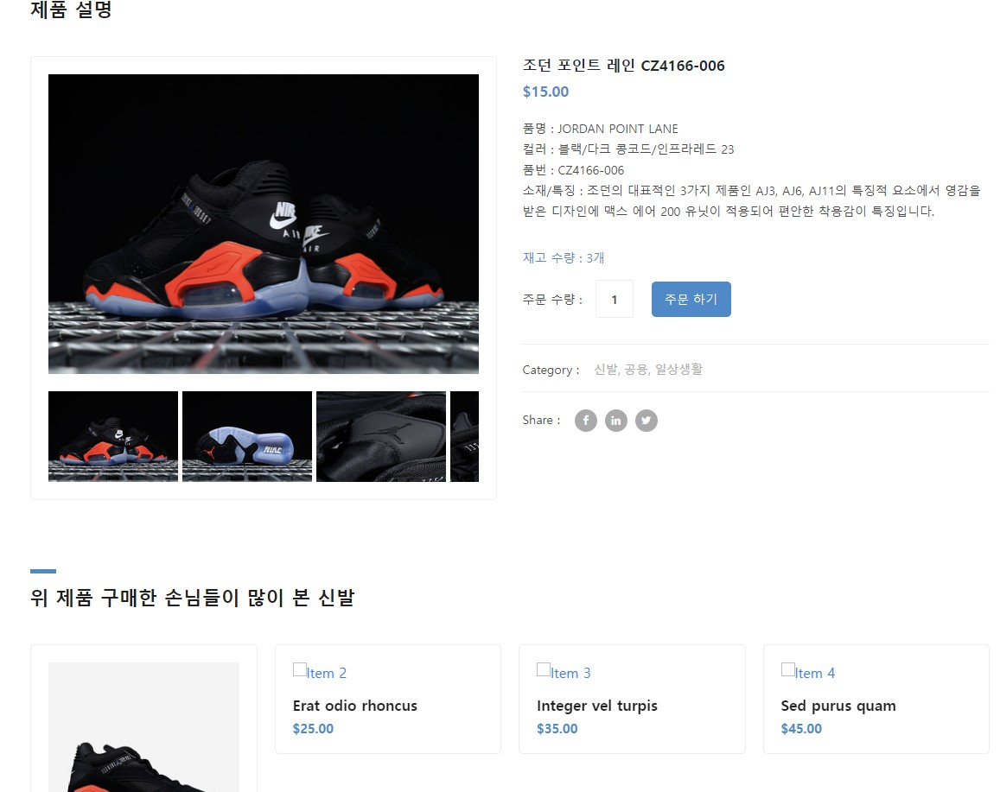 제품 설명
조던 포인트 레인 CZ4166-006
$15.00
품명 : JORDAN POINT LANE
컬러 : 블랙/다크 콩코드/인프라레드 23
품번 : CZ4166-006
소재/특징 : 조던의 대표적인 3가지 제품인 AJ3, AJ6, AJ11의 특징적 요소에서 영감을
받은 디자인에 맥스 에어 200 유닛이 적용되어 편안한 착용감이 특징입니다.
재고 수량 : 3개
주문 수량 : 1 주문 하기
Category : 신발, 공용, 일상생활
Share : f in
NIKE
AIR
NIKE
AIR
NIKE
위 제품 구매한 손님들이 많이 본 신발
Item 2
Erat odio rhoncus
$25.00
Item 3
Integer vel turpis
$35.00
Item 4
Sed purus quam
$45.00